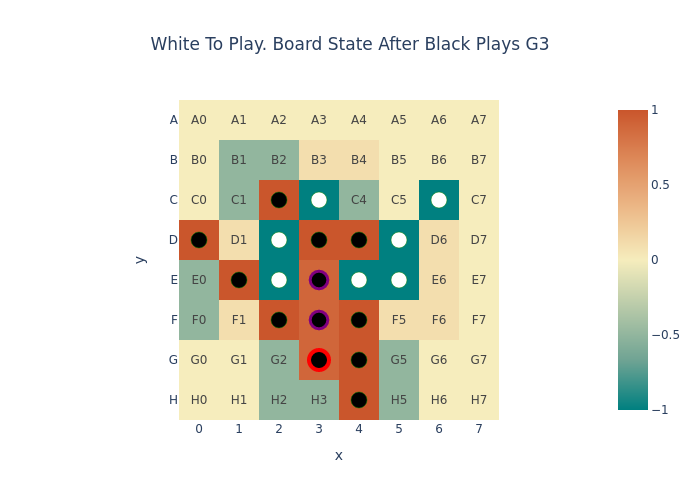 White To Play. Board State After Black Plays G3
A A0 A1 A2 A3 A4 A5 A6 A7 1
B B0 B1 B2 B3 B4 B5 B6 B7 0.5
C C0 C1 C4 C5 C7
D D1 D6 D7 0
y
E E0 E6 E7
F F0 F1 F5 F6 F7 −0.5
G G0 G1 G2 G5 G6 G7
H H0 H1 H2 H3 H5 H6 H7 −1
0 1 2 3 4 5 6 7
x